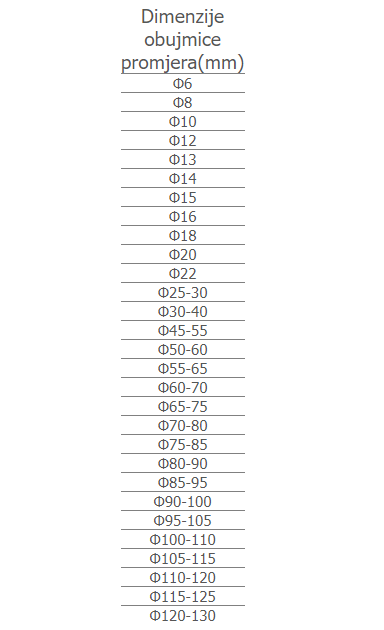 Dimenzije
obujmice
promjera(mm)
Φ6
Φ8
Φ10
Φ12
Φ13
Φ14
Φ15
Φ16
Φ18
Φ20
Φ22
Φ25-30
Φ30-40
Φ45-55
Φ50-60
Φ55-65
Φ60-70
Φ65-75
Φ70-80
Φ75-85
Φ80-90
Φ85-95
Φ90-100
Φ95-105
Φ100-110
Φ105-115
Φ110-120
Φ115-125
Φ120-130